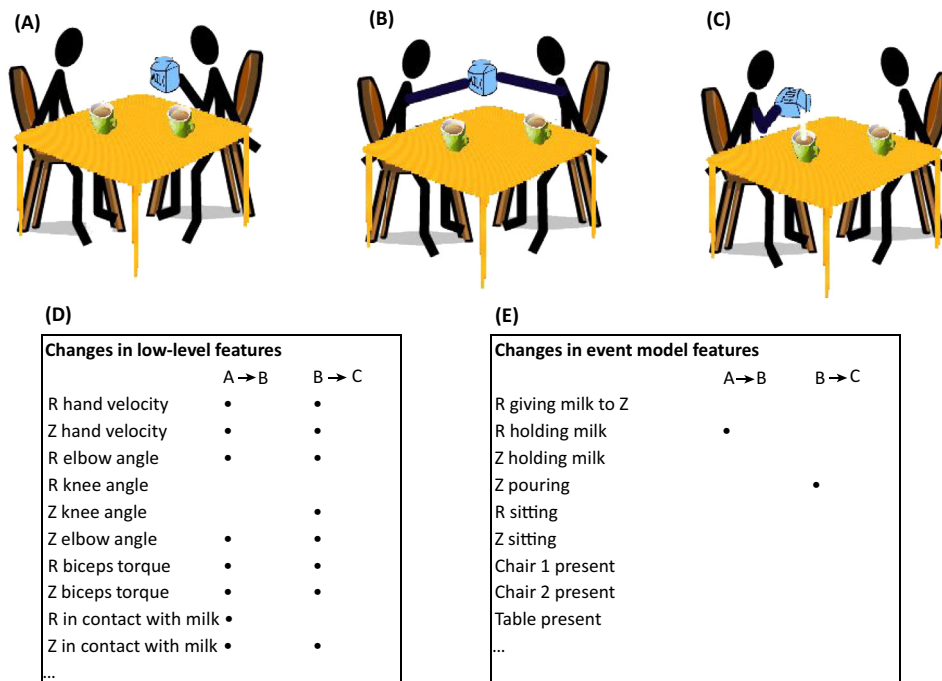 (A)
(B)
(C)
MILK
(D)
Changes in low-level features
A → B B → C
R hand velocity • •
Z hand velocity • •
R elbow angle • •
R knee angle
Z knee angle •
Z elbow angle • •
R biceps torque • •
Z biceps torque • •
R in contact with milk •
Z in contact with milk • •
...
(E)
Changes in event model features
A → B B → C
R giving milk to Z
R holding milk •
Z holding milk
Z pouring •
R sitting
Z sitting
Chair 1 present
Chair 2 present
Table present
...